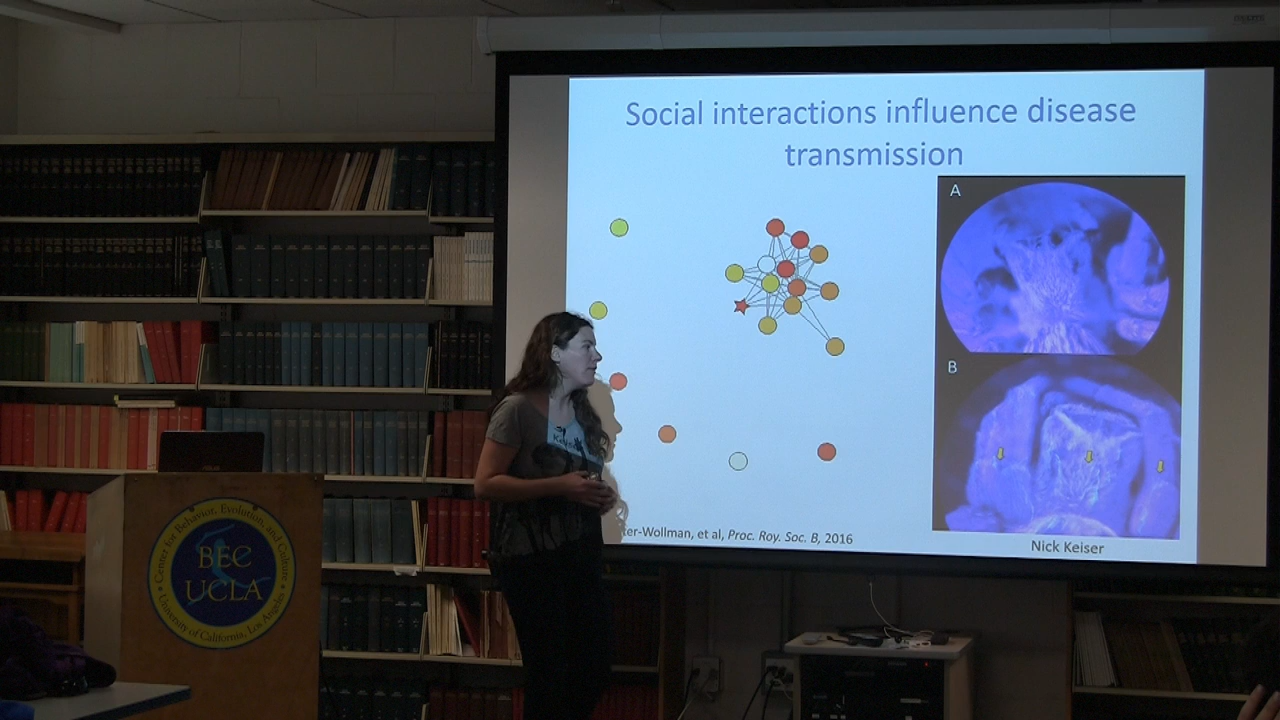 Social interactions influence disease
transmission
A
B
ter-Wollman, et al, Proc. Roy. Soc. B, 2016
Nick Keiser
Center for Behavior, Evolution, and Culture
BEC
UCLA
University of California, Los Angeles